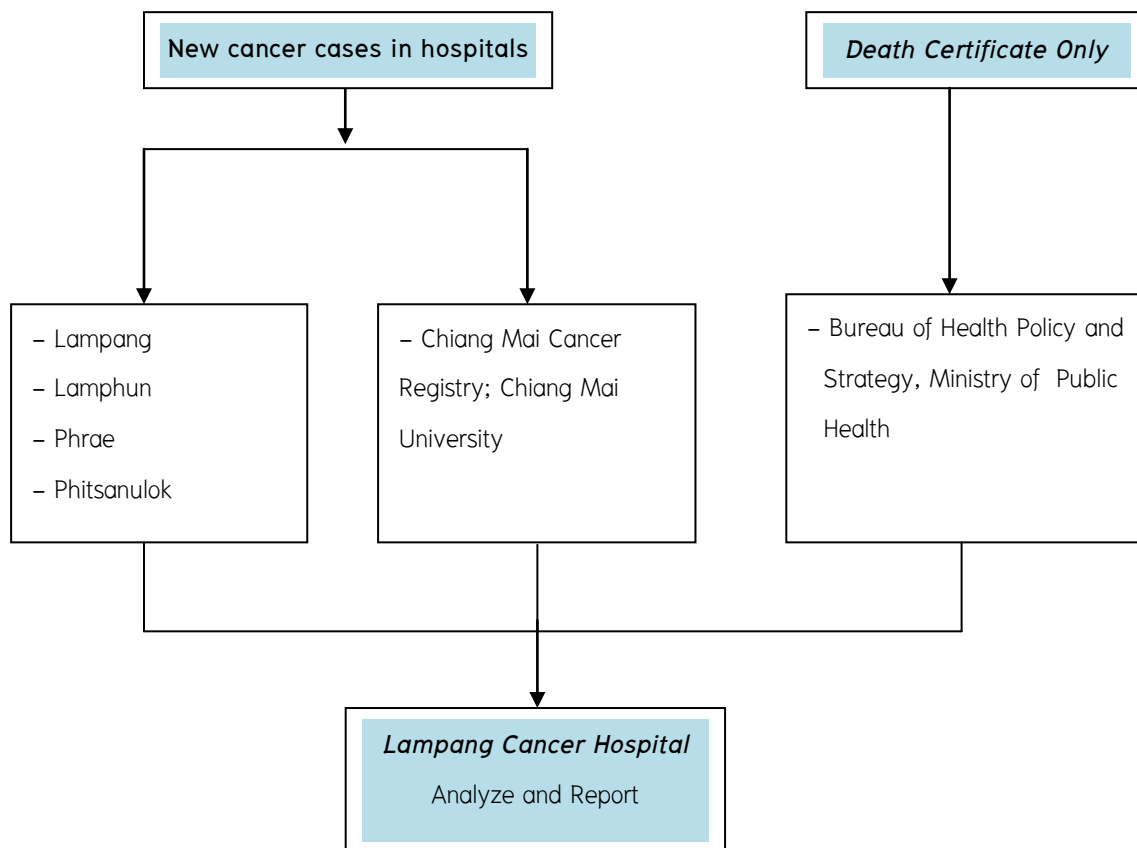 New cancer cases in hospitals
Death Certificate Only
– Lampang
– Lamphun
– Phrae
– Phitsanulok
– Chiang Mai Cancer
Registry; Chiang Mai
University
– Bureau of Health Policy and
Strategy, Ministry of Public
Health
Lampang Cancer Hospital
Analyze and Report